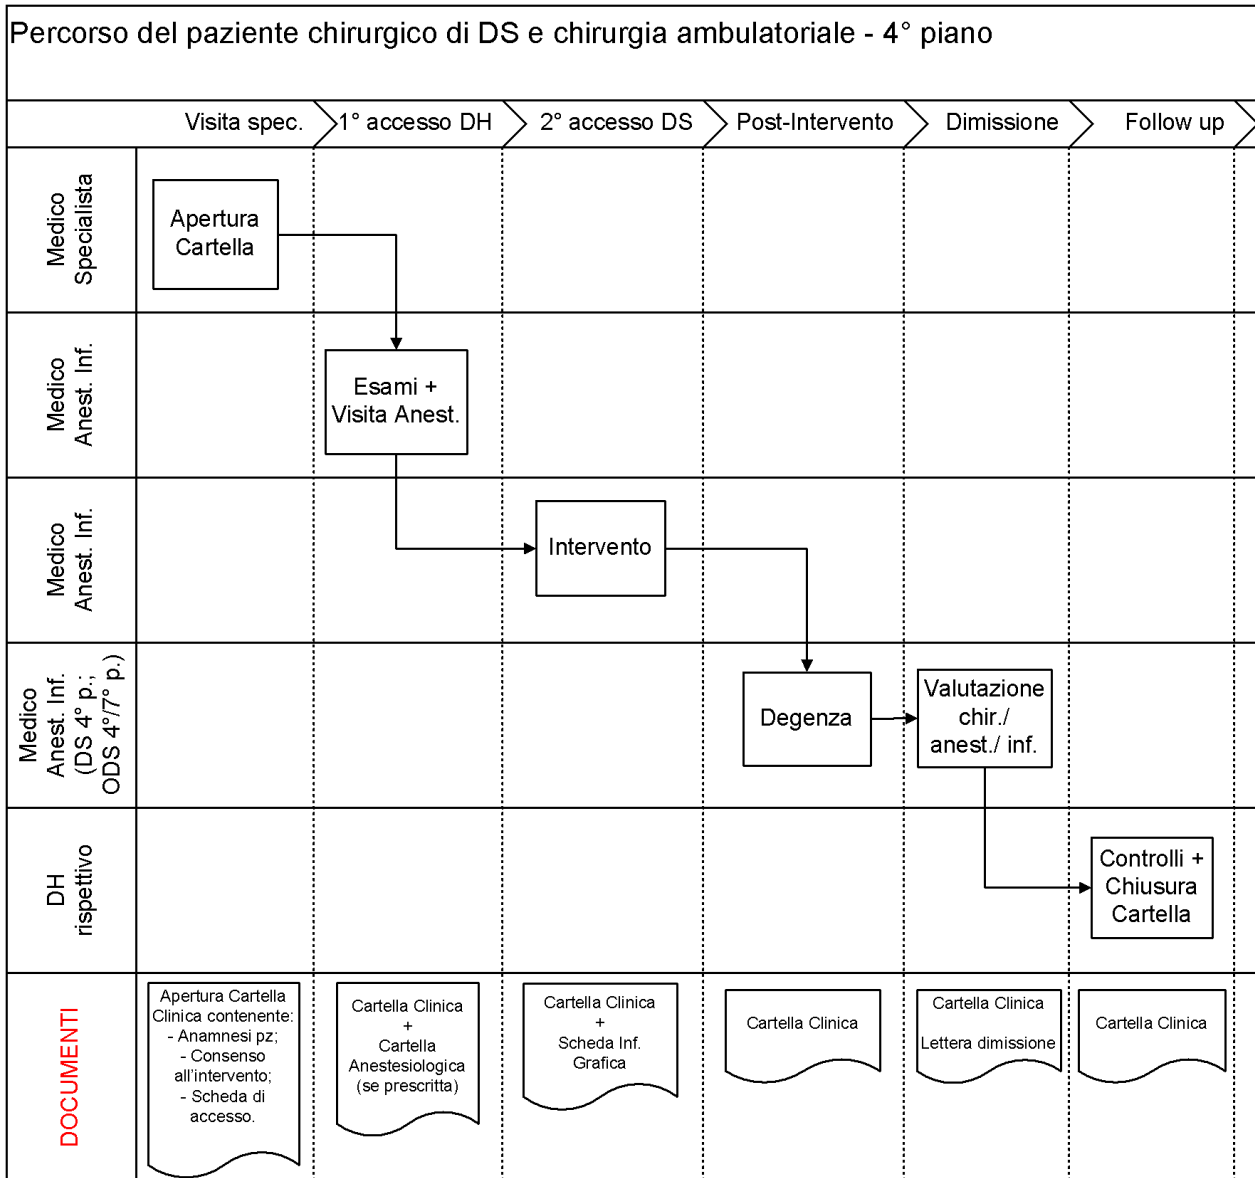 Percorso del paziente chirurgico di DS e chirurgia ambulatoriale - 4° piano
Visita spec.
1° accesso DH
2° accesso DS
Post-Intervento
Dimissione
Follow up
Medico
Specialista
Apertura
Cartella
Medico
Anest. Inf.
Esami +
Visita Anest.
Medico
Anest. Inf.
Intervento
Medico
Anest. Inf.
(DS 4° p.;
ODS 4°/7° p.)
Degenza
Valutazione
chir./
anest./ inf.
DH
rispettivo
Controlli +
Chiusura
Cartella
DOCUMENTI
Apertura Cartella
Clinica contenente:
- Anamnesi pz;
- Consenso
all'intervento;
- Scheda di
accesso.
Cartella Clinica
+
Cartella
Anestesiologica
(se prescritta)
Cartella Clinica
+
Scheda Inf.
Grafica
Cartella Clinica
Cartella Clinica
Lettera dimissione
Cartella Clinica